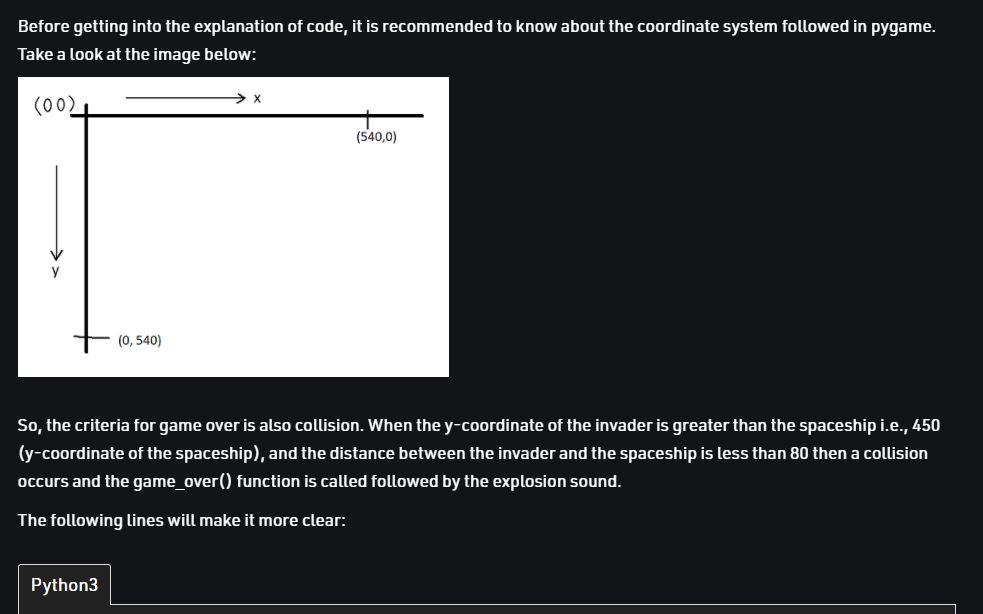 Before getting into the explanation of code, it is recommended to know about the coordinate system followed in pygame.
Take a look at the image below:
(00)
x
(540,0)
y
(0, 540)
So, the criteria for game over is also collision. When the y-coordinate of the invader is greater than the spaceship i.e., 450
(y-coordinate of the spaceship), and the distance between the invader and the spaceship is less than 80 then a collision
occurs and the game_over() function is called followed by the explosion sound.
The following lines will make it more clear:
Python3